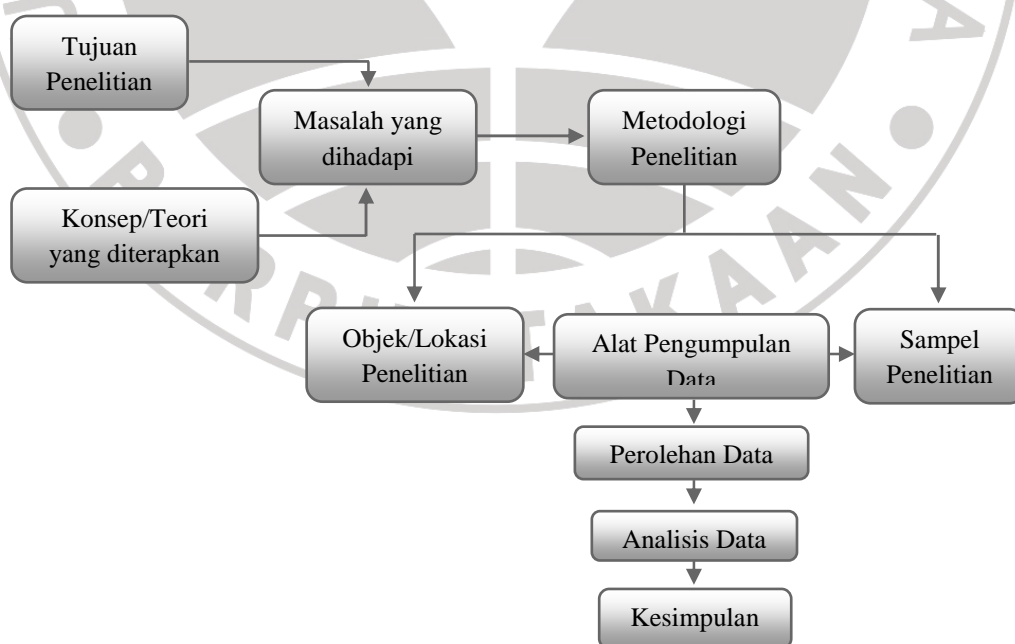 Tujuan
Penelitian
Masalah yang
dihadapi
Metodologi
Penelitian
Konsep/Teori
yang diterapkan
Objek/Lokasi
Penelitian
Alat Pengumpulan
Data
Sampel
Penelitian
Perolehan Data
Analisis Data
Kesimpulan